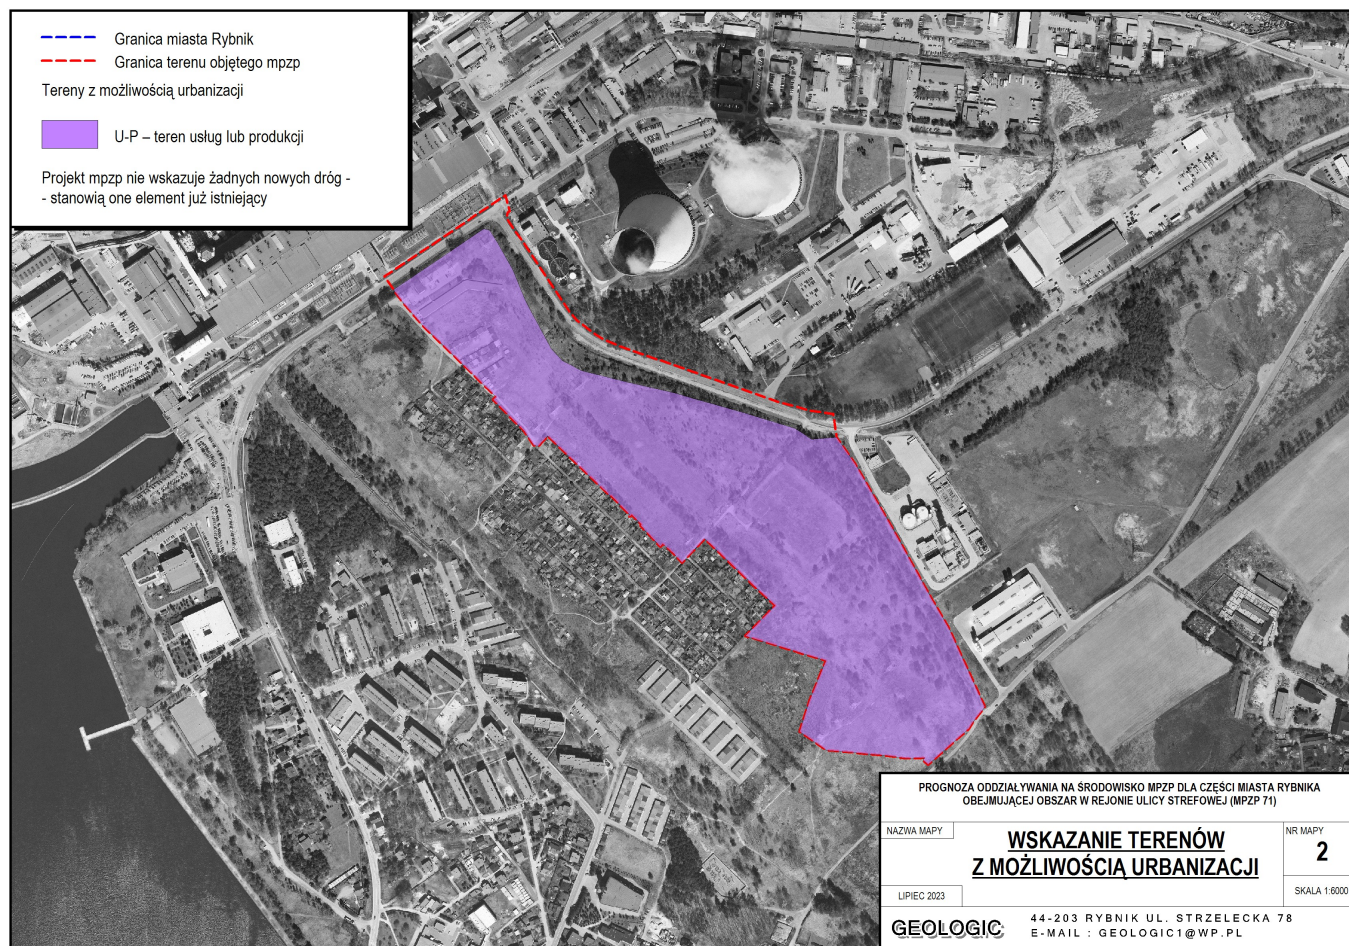 Granica miasta Rybnik
Granica terenu objętego mpzp
Tereny z możliwością urbanizacji
U-P – teren usług lub produkcji
Projekt mpzp nie wskazuje żadnych nowych dróg -
- stanowią one element już istniejący
PROGNOZA ODDZIAŁYWANIA NA ŚRODOWISKO MPZP DLA CZĘŚCI MIASTA RYBNIKA
OBEJMUJĄCEJ OBSZAR W REJONIE ULICY STREFOWEJ (MPZP 71)
NAZWA MAPY
WSKAZANIE TERENÓW
Z MOŻLIWOŚCIĄ URBANIZACJI
NR MAPY
2
LIPIEC 2023
SKALA 1:6000
GEOLOGIC
44-203 RYBNIK UL. STRZELECKA 78
E-MAIL : GEOLOGIC1@WP.PL